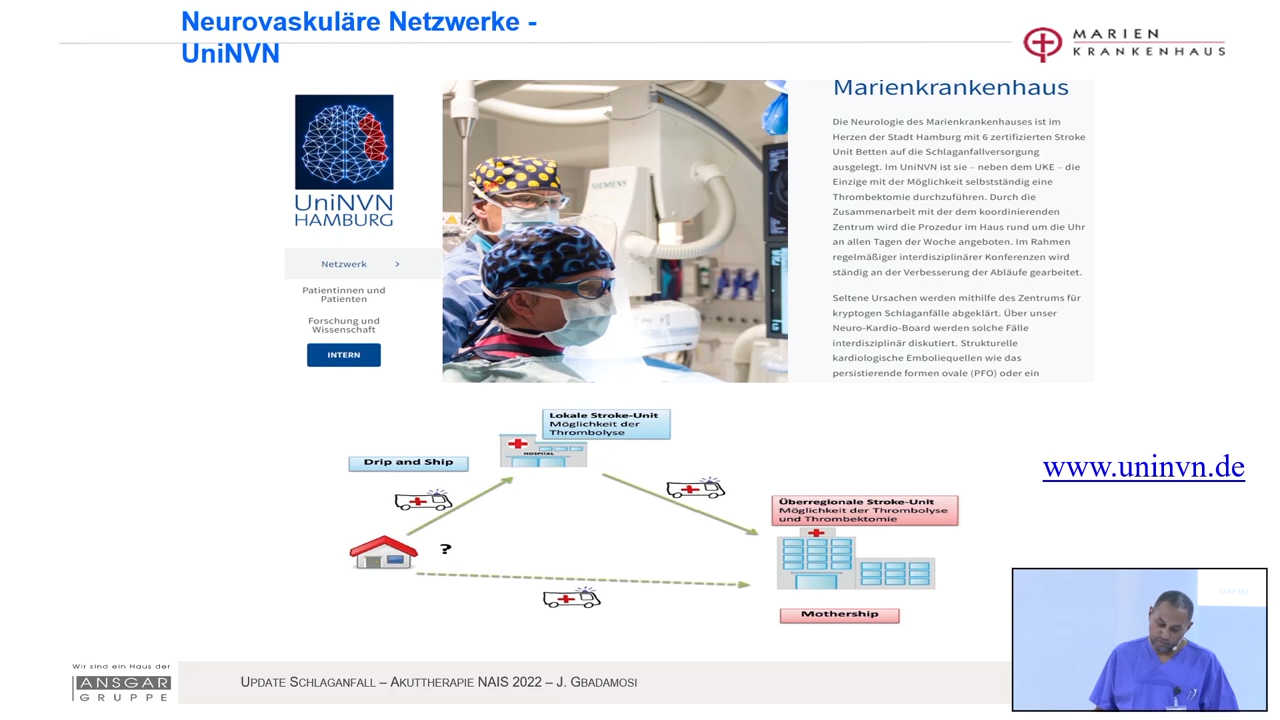 Neurovaskuläre Netzwerke -
UniNVN
MARIEN
KRANKENHAUS
UniNVN
HAMBURG
Netzwerk >
Patientinnen und
Patienten
Forschung und
Wissenschaft
INTERN
SIEMENS
Marienkrankenhaus
Die Neurologie des Marienkrankenhauses ist im
Herzen der Stadt Hamburg mit 6 zertifizierten Stroke
Unit Betten auf die Schlaganfallversorgung
ausgelegt. Im UniNVN ist sie – neben dem UKE – die
Einzige mit der Möglichkeit selbstständig eine
Thrombektomie durchzuführen. Durch die
Zusammenarbeit mit der dem koordinierenden
Zentrum wird die Prozedur im Haus rund um die Uhr
an allen Tagen der Woche angeboten. Im Rahmen
regelmäßiger interdisziplinärer Konferenzen wird
ständig an der Verbesserung der Abläufe gearbeitet.
Seltene Ursachen werden mithilfe des Zentrums für
kryptogen Schlaganfälle abgeklärt. Über unser
Neuro-Kardio-Board werden solche Fälle
interdisziplinär diskutiert. Strukturelle
kardiologische Emboliequellen wie das
persistierende formen ovale (PFO) oder ein
Lokale Stroke-Unit
Möglichkeit der
Thrombolyse
HOSPITAL
Drip and Ship
?
Überregionale Stroke-Unit
Möglichkeit der Thrombolyse
und Thrombektomie
Mothership
www.uninvn.de
Wir sind ein Haus der
ANSGAR
GRUPPE
UPDATE SCHLAGANFALL – AKUTTHERAPIE NAIS 2022 – J. GBADAMOSI